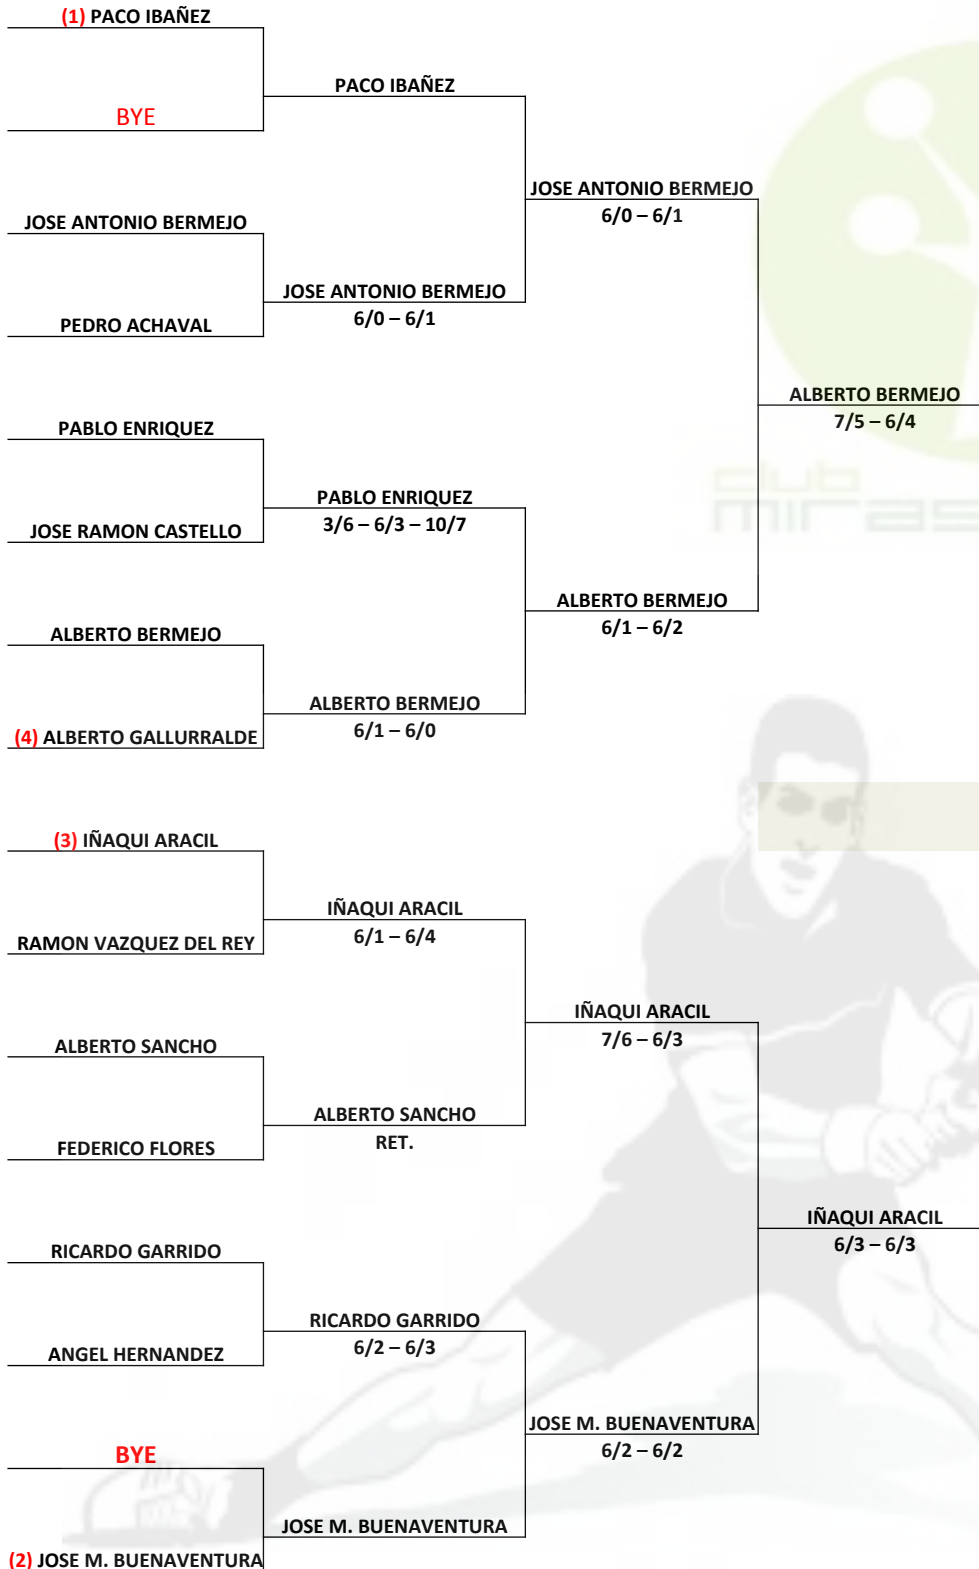 (1) PACO IBAÑEZ
PACO IBAÑEZ
BYE
JOSE ANTONIO BERMEJO
6/0 – 6/1
JOSE ANTONIO BERMEJO
JOSE ANTONIO BERMEJO
6/0 – 6/1
PEDRO ACHAVAL
ALBERTO BERMEJO
7/5 – 6/4
PABLO ENRIQUEZ
PABLO ENRIQUEZ
3/6 – 6/3 – 10/7
JOSE RAMON CASTELLO
club
miras
ALBERTO BERMEJO
6/1 – 6/2
ALBERTO BERMEJO
ALBERTO BERMEJO
6/1 – 6/0
(4) ALBERTO GALLURRALDE
(3) IÑAQUI ARACIL
IÑAQUI ARACIL
6/1 – 6/4
RAMON VAZQUEZ DEL REY
IÑAQUI ARACIL
7/6 – 6/3
ALBERTO SANCHO
ALBERTO SANCHO
RET.
FEDERICO FLORES
IÑAQUI ARACIL
6/3 – 6/3
RICARDO GARRIDO
RICARDO GARRIDO
6/2 – 6/3
ANGEL HERNANDEZ
JOSE M. BUENAVENTURA
6/2 – 6/2
BYE
JOSE M. BUENAVENTURA
(2) JOSE M. BUENAVENTURA